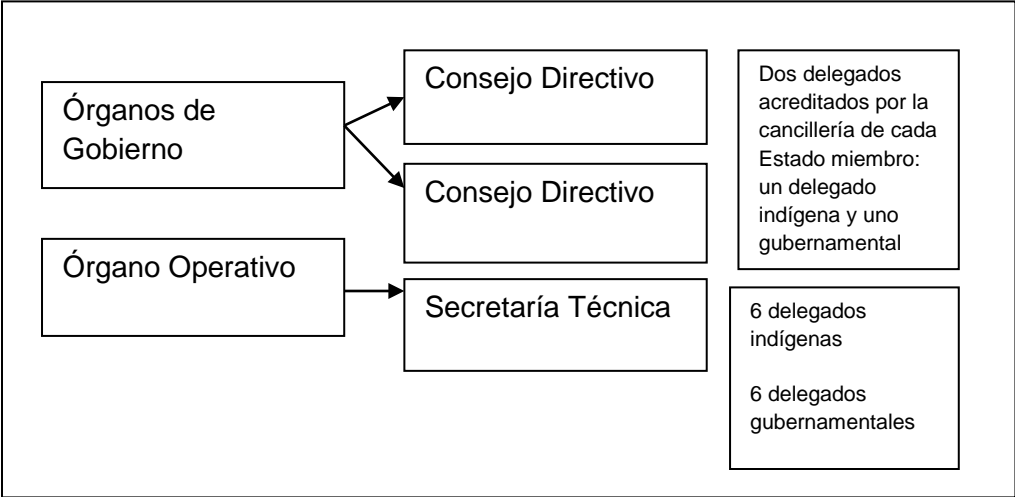 Órganos de
Gobierno
Consejo Directivo
Consejo Directivo
Dos delegados
acreditados por la
cancillería de cada
Estado miembro:
un delegado
indígena y uno
gubernamental
Órgano Operativo
Secretaría Técnica
6 delegados
indígenas
6 delegados
gubernamentales